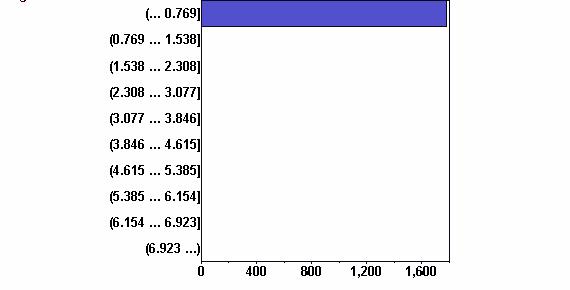 (... 0.769]
(0.769 ... 1.538]
(1.538 ... 2.308]
(2.308 ... 3.077]
(3.077 ... 3.846]
(3.846 ... 4.615]
(4.615 ... 5.385]
(5.385 ... 6.154]
(6.154 ... 6.923]
(6.923 ...)
0 400 800 1,200 1,600